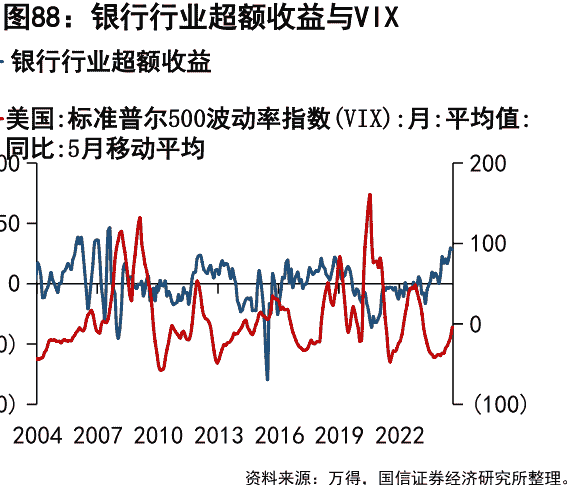 图88：银行行业超额收益与VIX
银行行业超额收益
美国:标准普尔500波动率指数(VIX):月:平均值:
同比:5月移动平均
00 200
50 100
0 0
0)
0) (100)
2004 2007 2010 2013 2016 2019 2022
资料来源：万得，国信证券经济研究所整理。